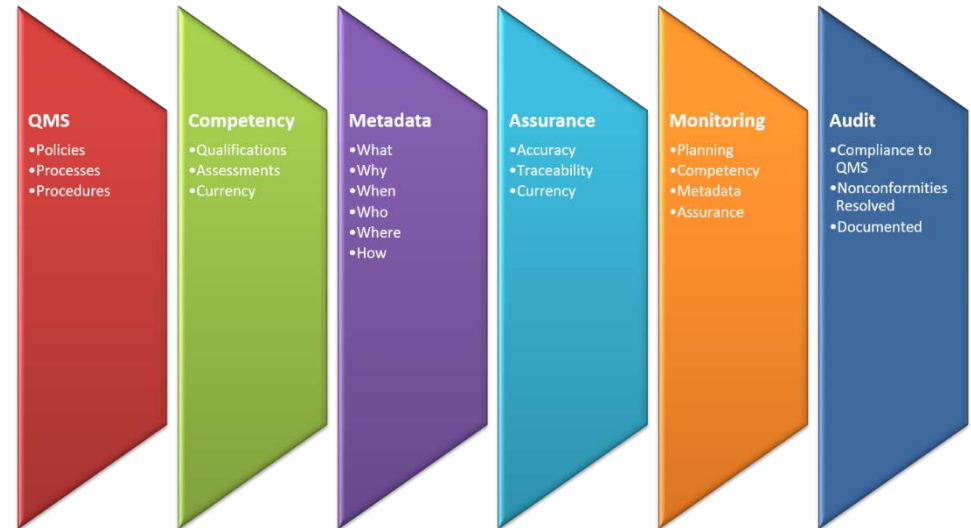 QMS
•Policies
•Processes
•Procedures
Competency
•Qualifications
•Assessments
•Currency
Metadata
•What
•Why
•When
•Who
•Where
•How
Assurance
•Accuracy
•Traceability
•Currency
Monitoring
•Planning
•Competency
•Metadata
•Assurance
Audit
•Compliance to
QMS
•Nonconformities
Resolved
•Documented